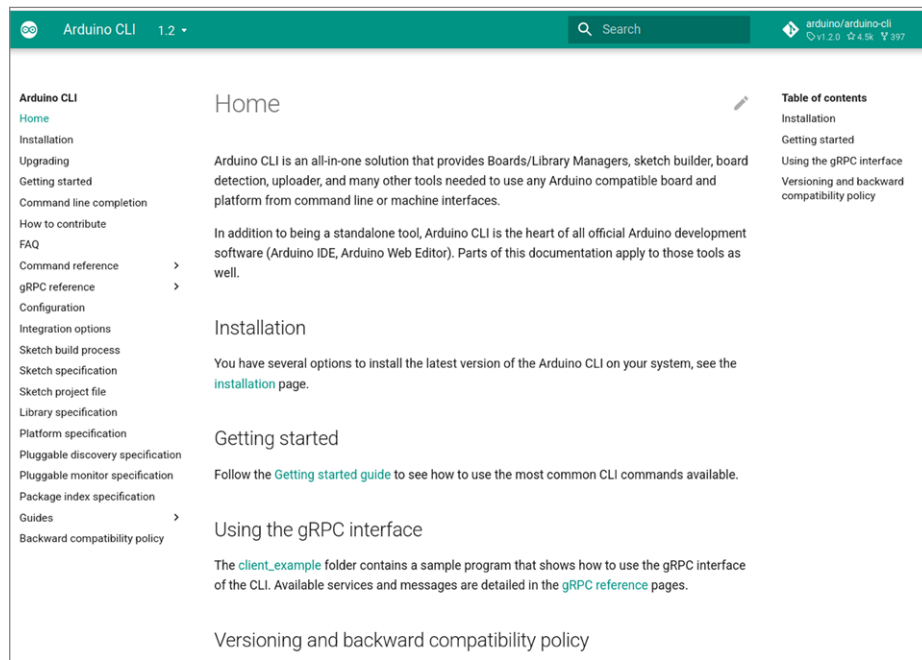 Arduino CLI
1.2
Search
arduino/arduino-cli
v1.2.0 4.5k 397
Arduino CLI
Home
Installation
Upgrading
Getting started
Command line completion
How to contribute
FAQ
Command reference
gRPC reference
Configuration
Integration options
Sketch build process
Sketch specification
Sketch project file
Library specification
Platform specification
Pluggable discovery specification
Pluggable monitor specification
Package index specification
Guides
Backward compatibility policy
Home
Arduino CLI is an all-in-one solution that provides Boards/Library Managers, sketch builder, board
detection, uploader, and many other tools needed to use any Arduino compatible board and
platform from command line or machine interfaces.
In addition to being a standalone tool, Arduino CLI is the heart of all official Arduino development
software (Arduino IDE, Arduino Web Editor). Parts of this documentation apply to those tools as
well.
Installation
You have several options to install the latest version of the Arduino CLI on your system, see the
installation page.
Getting started
Follow the Getting started guide to see how to use the most common CLI commands available.
Using the gRPC interface
The client_example folder contains a sample program that shows how to use the gRPC interface
of the CLI. Available services and messages are detailed in the gRPC reference pages.
Versioning and backward compatibility policy
Table of contents
Installation
Getting started
Using the gRPC interface
Versioning and backward
compatibility policy